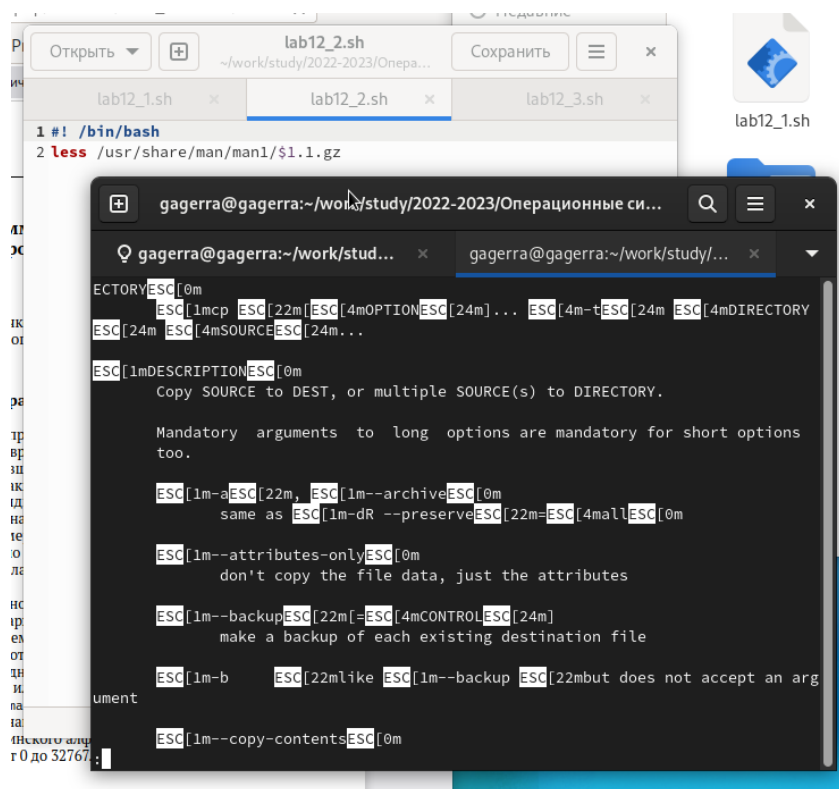 Недавние
Открыть
lab12_2.sh
~/work/study/2022-2023/Опера...
Сохранить
lab12_1.sh
lab12_2.sh
lab12_3.sh
1 #! /bin/bash
2 less /usr/share/man/man1/$1.1.gz
lab12_1.sh
gagerra@gagerra:~/work/study/2022-2023/Операционные си...
gagerra@gagerra:~/work/stud...
gagerra@gagerra:~/work/study/...
ECTORYESC[0m
ESC[1mcp ESC[22m[ESC[4mOPTIONESC[24m]... ESC[4m-tESC[24m ESC[4mDIRECTORY
ESC[24m ESC[4mSOURCEESC[24m...
ESC[1mDESCRIPTIONESC[0m
Copy SOURCE to DEST, or multiple SOURCE(s) to DIRECTORY.
Mandatory arguments to long options are mandatory for short options
too.
ESC[1m-aESC[22m, ESC[1m--archiveESC[0m
same as ESC[1m-dR --preserveESC[22m=ESC[4mallESC[0m
ESC[1m--attributes-onlyESC[0m
don't copy the file data, just the attributes
ESC[1m--backupESC[22m[=ESC[4mCONTROLESC[24m]
make a backup of each existing destination file
ESC[1m-b ESC[22mlike ESC[1m--backup ESC[22mbut does not accept an arg
ument
ESC[1m--copy-contentsESC[0m
:
т 0 до 32767